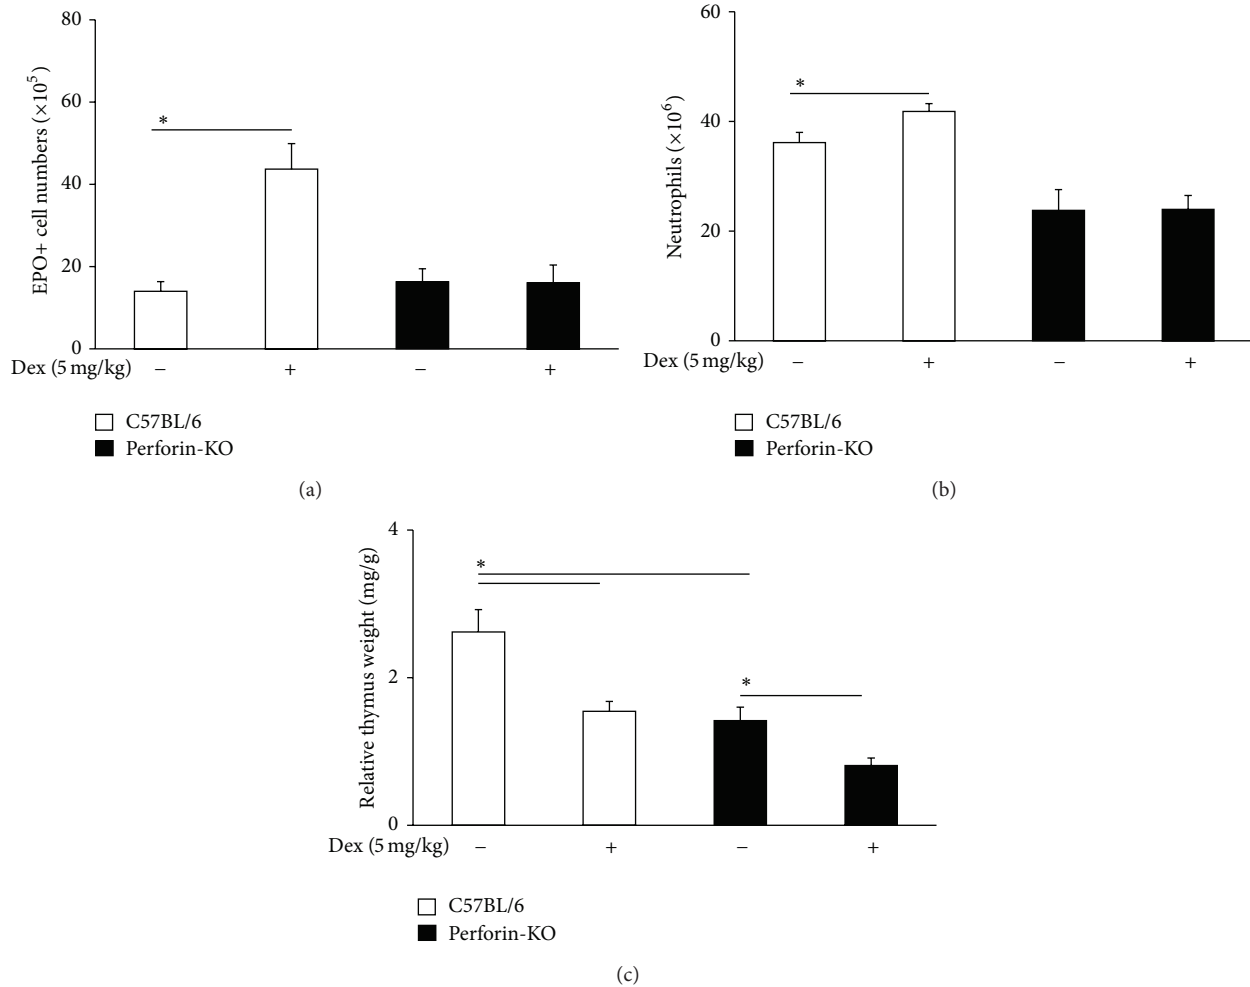 80
60
40
20
0
EPO+ cell numbers (×10⁵)
*
Dex (5 mg/kg) − + − +
C57BL/6
Perforin-KO
(a)
60
40
20
0
Neutrophils (×10⁶)
*
Dex (5 mg/kg) − + − +
C57BL/6
Perforin-KO
(b)
4
2
0
Relative thymus weight (mg/g)
*
*
Dex (5 mg/kg) − + − +
C57BL/6
Perforin-KO
(c)